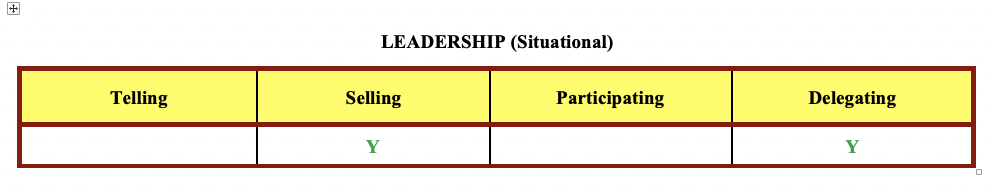 LEADERSHIP (Situational)
Telling Selling Participating Delegating
Y Y